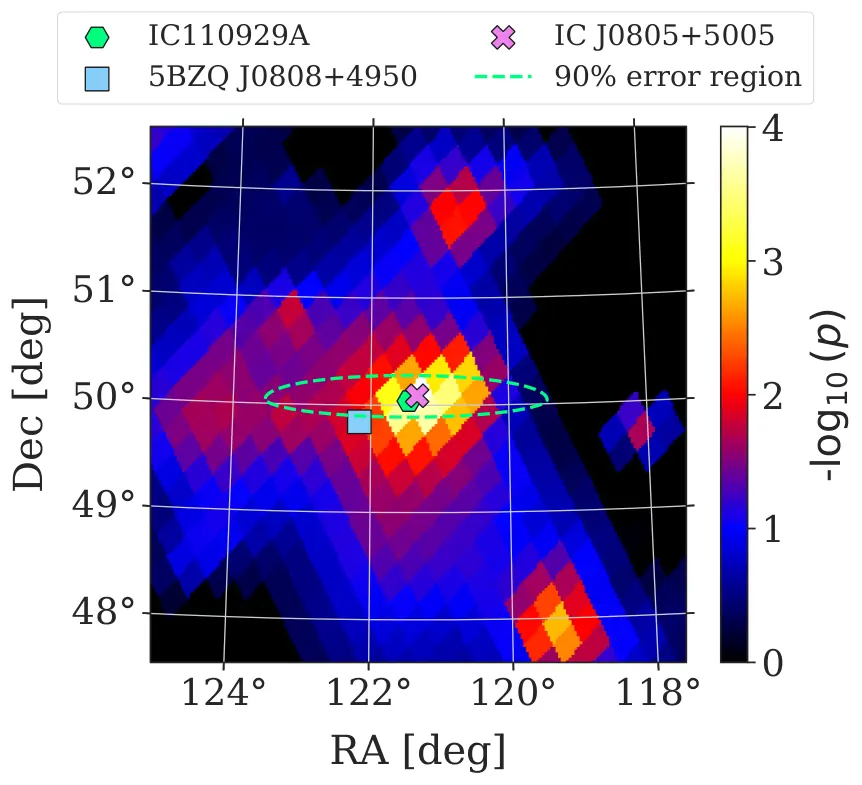 IC110929A
IC J0805+5005
5BZQ J0808+4950
90% error region
52°
51°
50°
49°
48°
Dec [deg]
124°
122°
120°
118°
RA [deg]
4
3
2
1
0
-log10 (p)